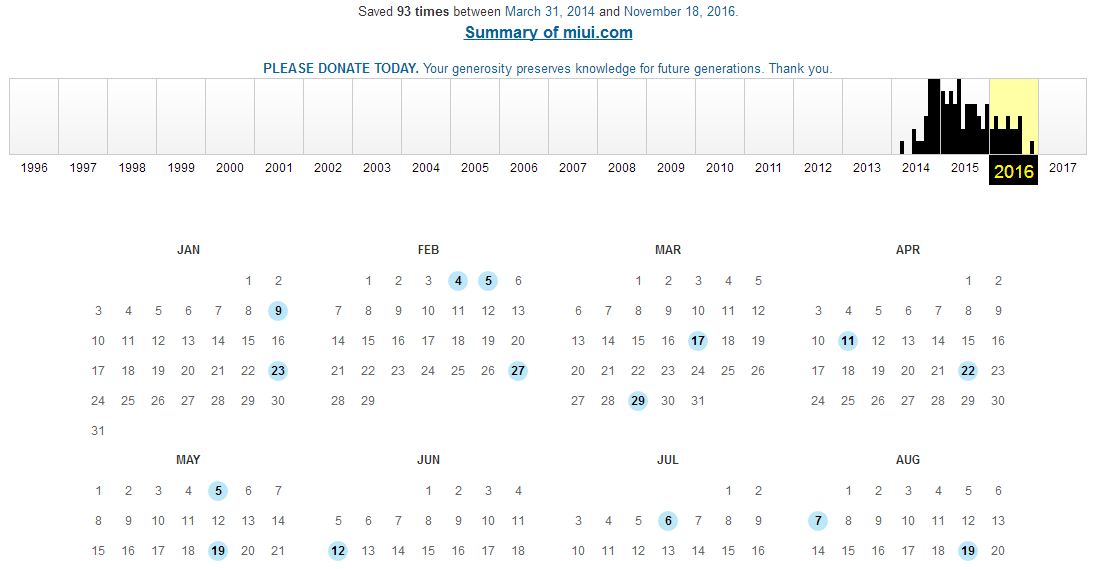 Saved 93 times between March 31, 2014 and November 18, 2016.
Summary of miui.com
PLEASE DONATE TODAY. Your generosity preserves knowledge for future generations. Thank you.
1996 1997 1998 1999 2000 2001 2002 2003 2004 2005 2006 2007 2008 2009 2010 2011 2012 2013 2014 2015 2016 2017
JAN FEB MAR APR
1 2 1 2 3 4 5 6 1 2 3 4 5 1 2
3 4 5 6 7 8 9 7 8 9 10 11 12 13 6 7 8 9 10 11 12 3 4 5 6 7 8 9
10 11 12 13 14 15 16 14 15 16 17 18 19 20 13 14 15 16 17 18 19 10 11 12 13 14 15 16
17 18 19 20 21 22 23 21 22 23 24 25 26 27 20 21 22 23 24 25 26 17 18 19 20 21 22 23
24 25 26 27 28 29 30 28 29 27 28 29 30 31 24 25 26 27 28 29 30
31
MAY JUN JUL AUG
1 2 3 4 5 6 7 1 2 3 4 1 2 1 2 3 4 5 6
8 9 10 11 12 13 14 5 6 7 8 9 10 11 3 4 5 6 7 8 9 7 8 9 10 11 12 13
15 16 17 18 19 20 21 12 13 14 15 16 17 18 10 11 12 13 14 15 16 14 15 16 17 18 19 20